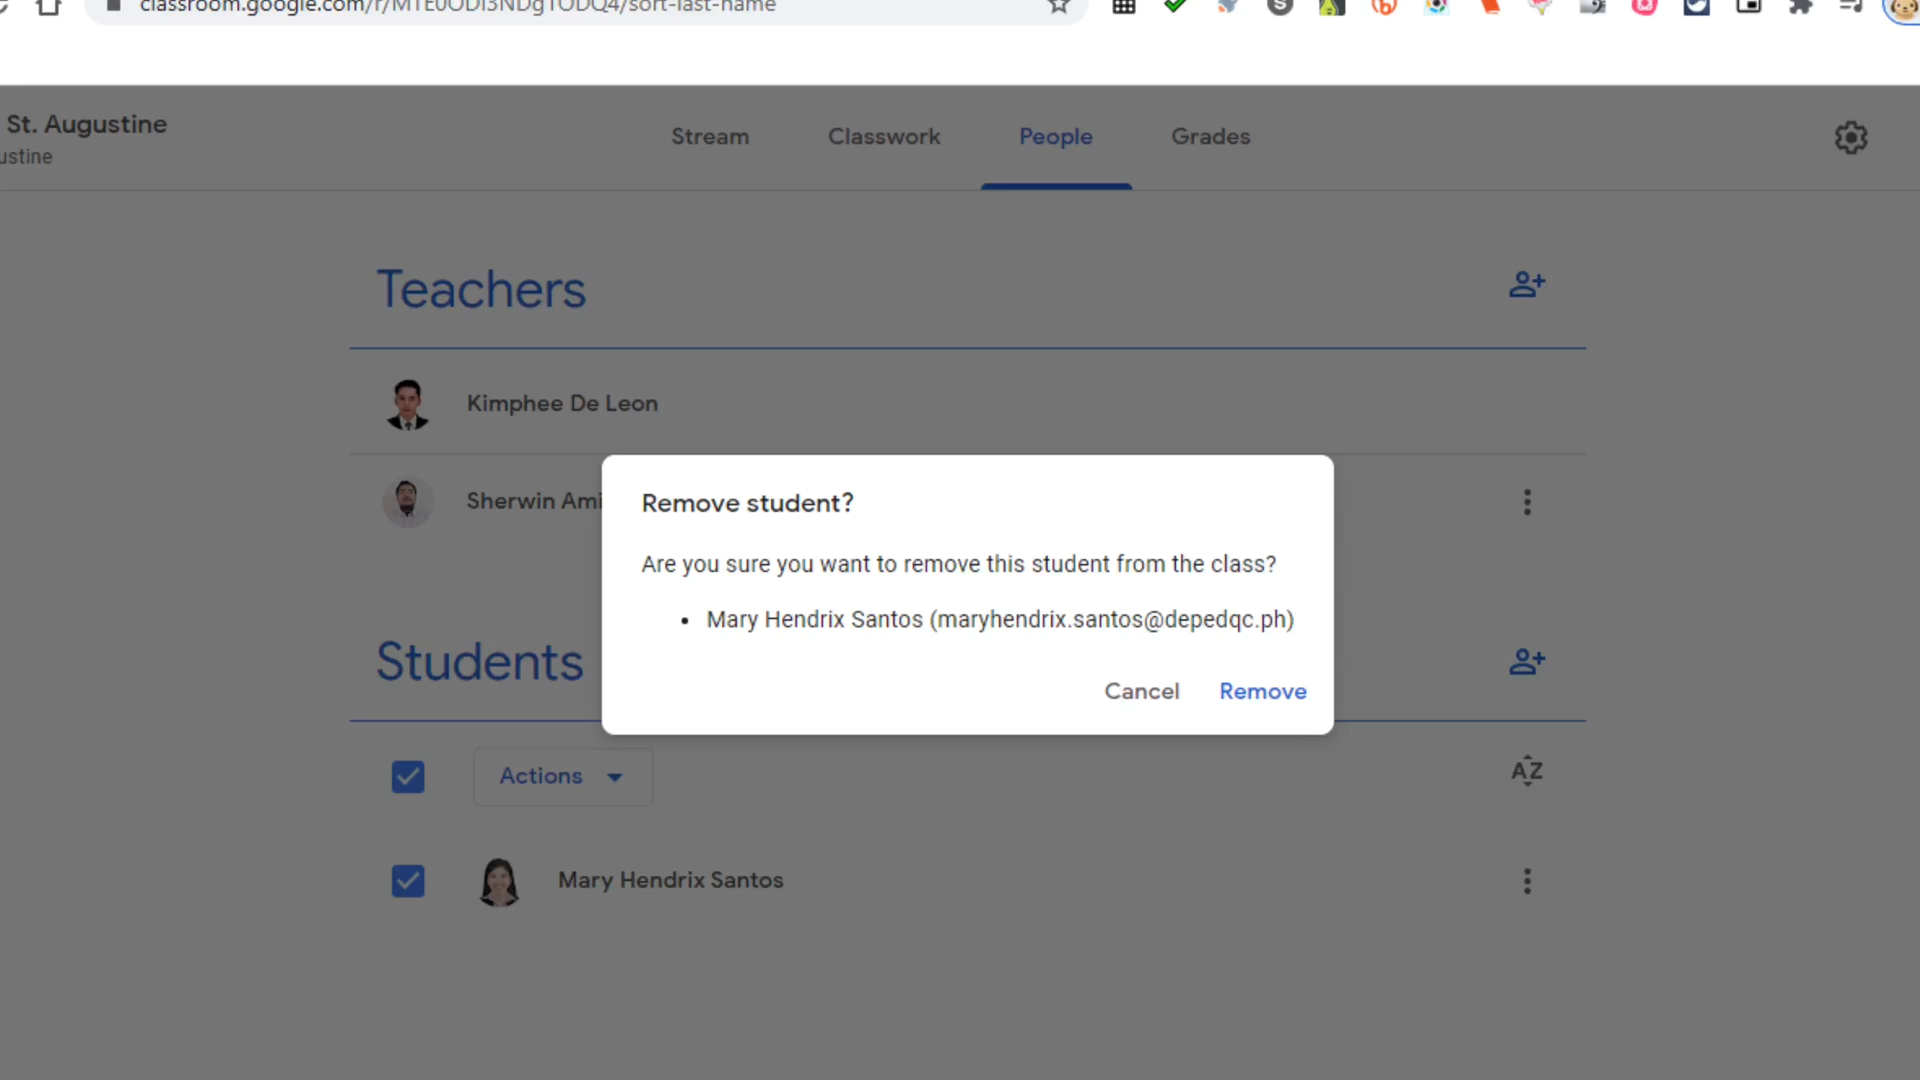 classroom.google.com/r/MTE0ODI3NDg1ODQ4/sort-last-name
St. Augustine
ustine
Stream
Classwork
People
Grades
Teachers
Kimphee De Leon
Sherwin Ami
Remove student?
Are you sure you want to remove this student from the class?
• Mary Hendrix Santos (maryhendrix.santos@depedqc.ph)
Cancel
Remove
Students
Actions
AZ
Mary Hendrix Santos